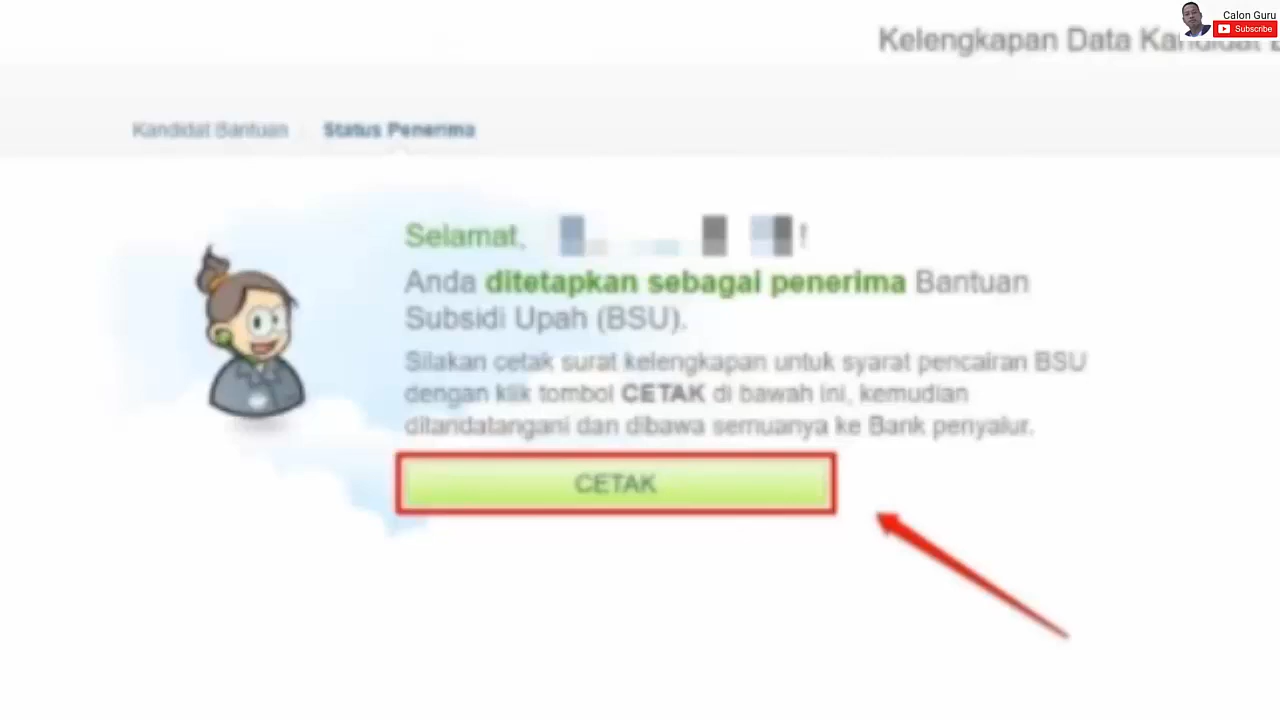 Calon Guru
Subscribe
Kelengkapan Data Kandidat
Kandidat Bantuan
Status Penerima
Selamat, !
Anda ditetapkan sebagai penerima Bantuan
Subsidi Upah (BSU).
Silakan cetak surat kelengkapan untuk syarat pencairan BSU
dengan klik tombol CETAK di bawah ini, kemudian
ditandatangani dan dibawa semuanya ke Bank penyalur.
CETAK